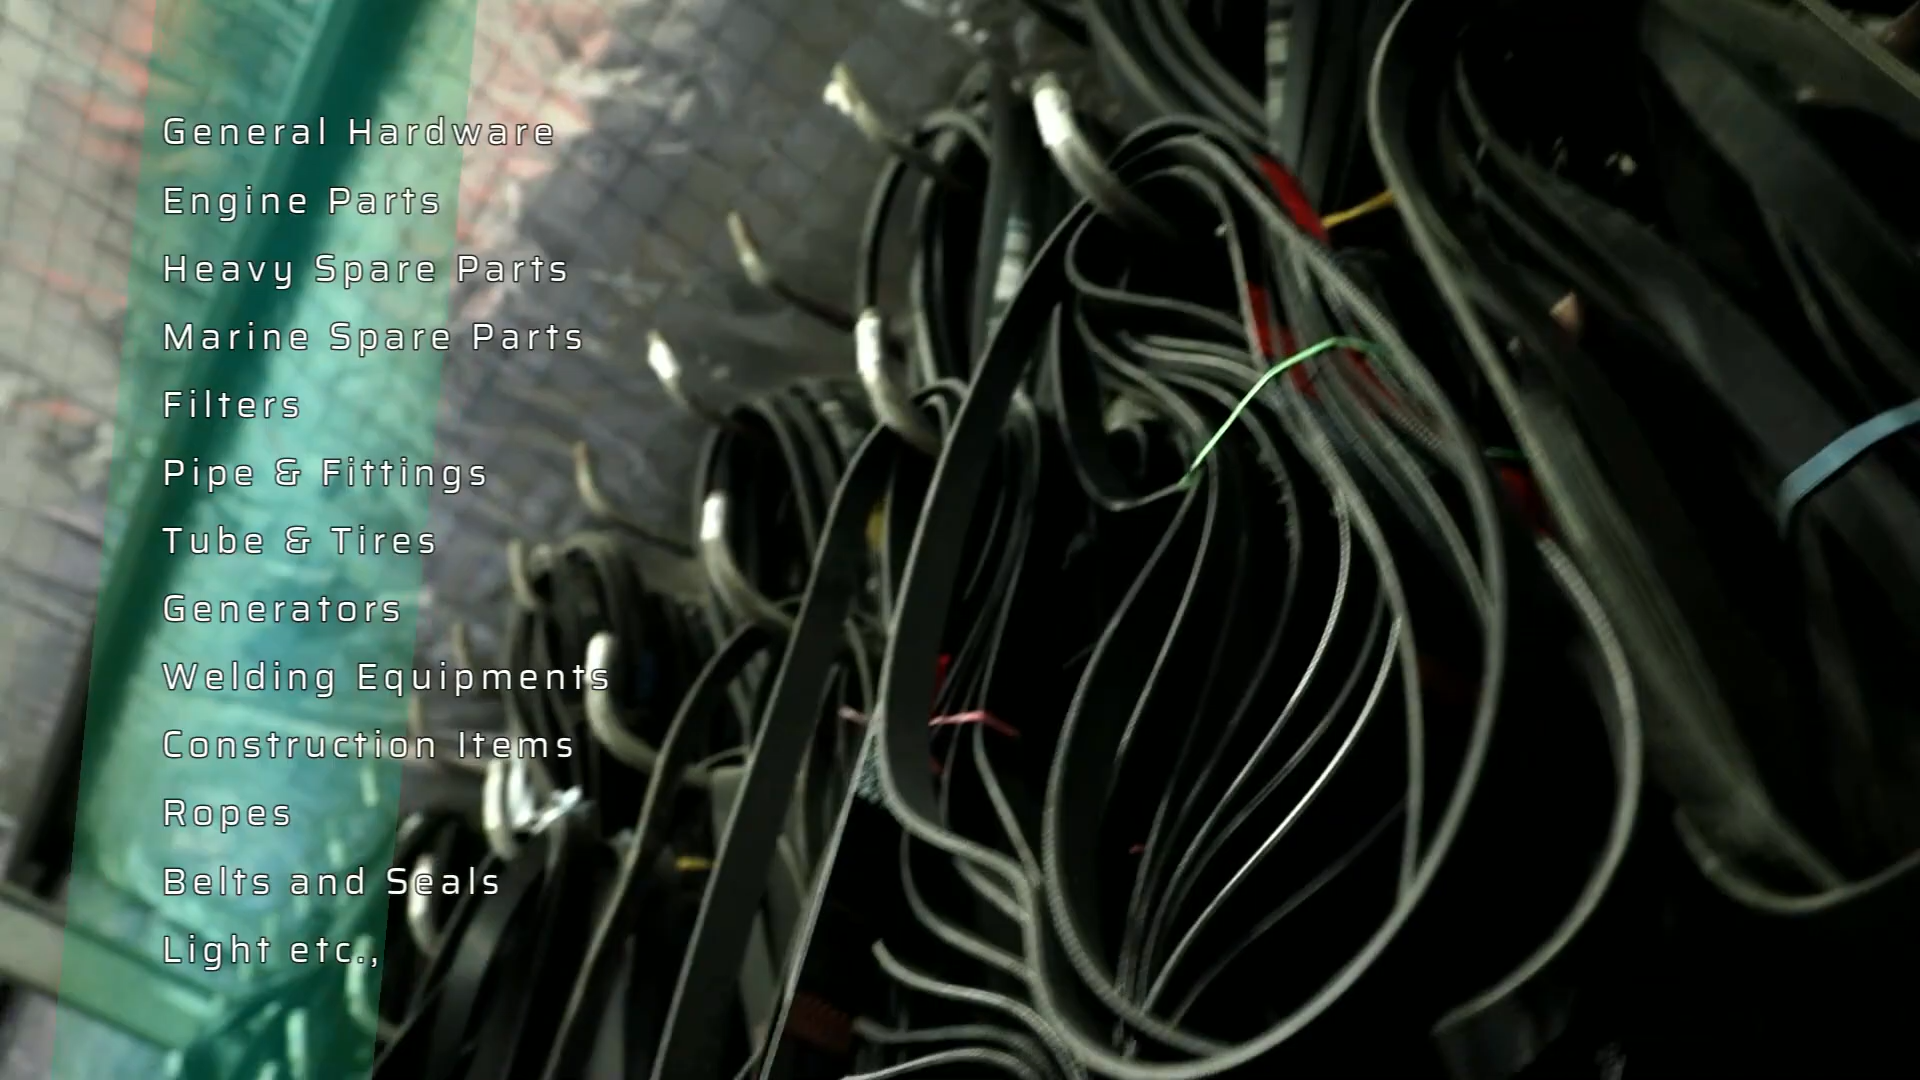 General Hardware
Engine Parts
Heavy Spare Parts
Marine Spare Parts
Filters
Pipe & Fittings
Tube & Tires
Generators
Welding Equipments
Construction Items
Ropes
Belts and Seals
Light etc.,